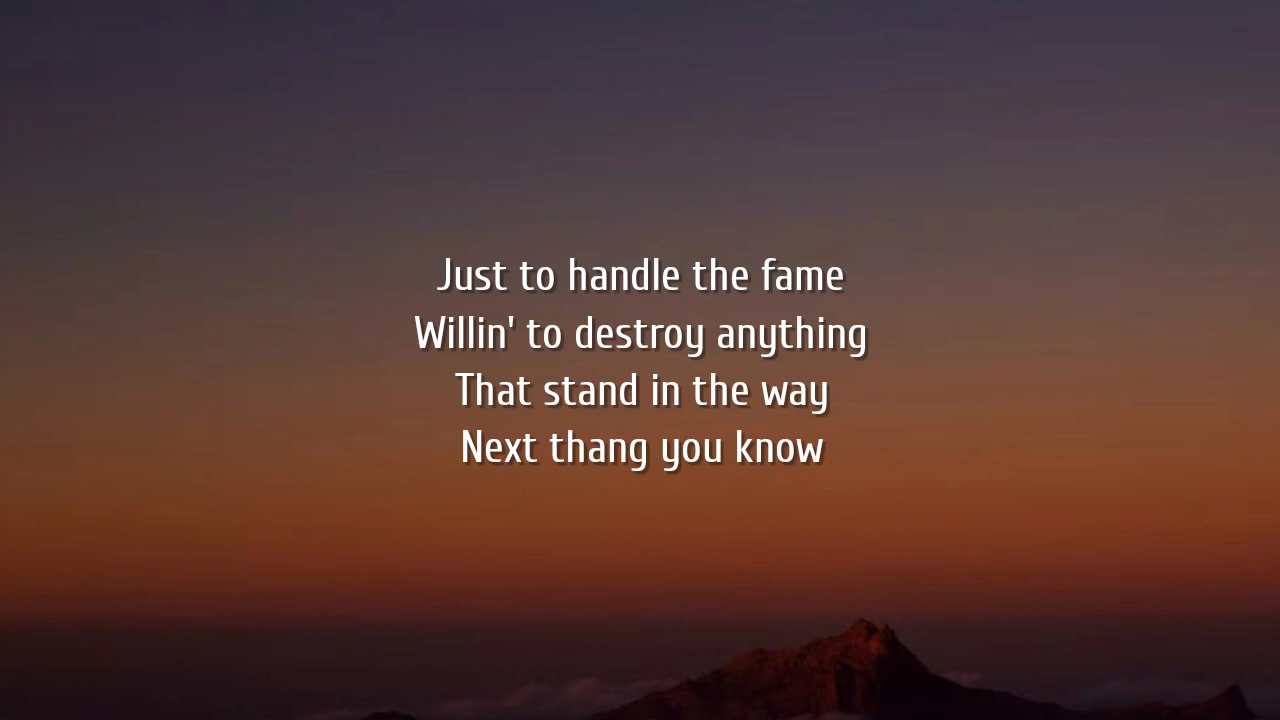 Just to handle the fame
Willin' to destroy anything
That stand in the way
Next thang you know